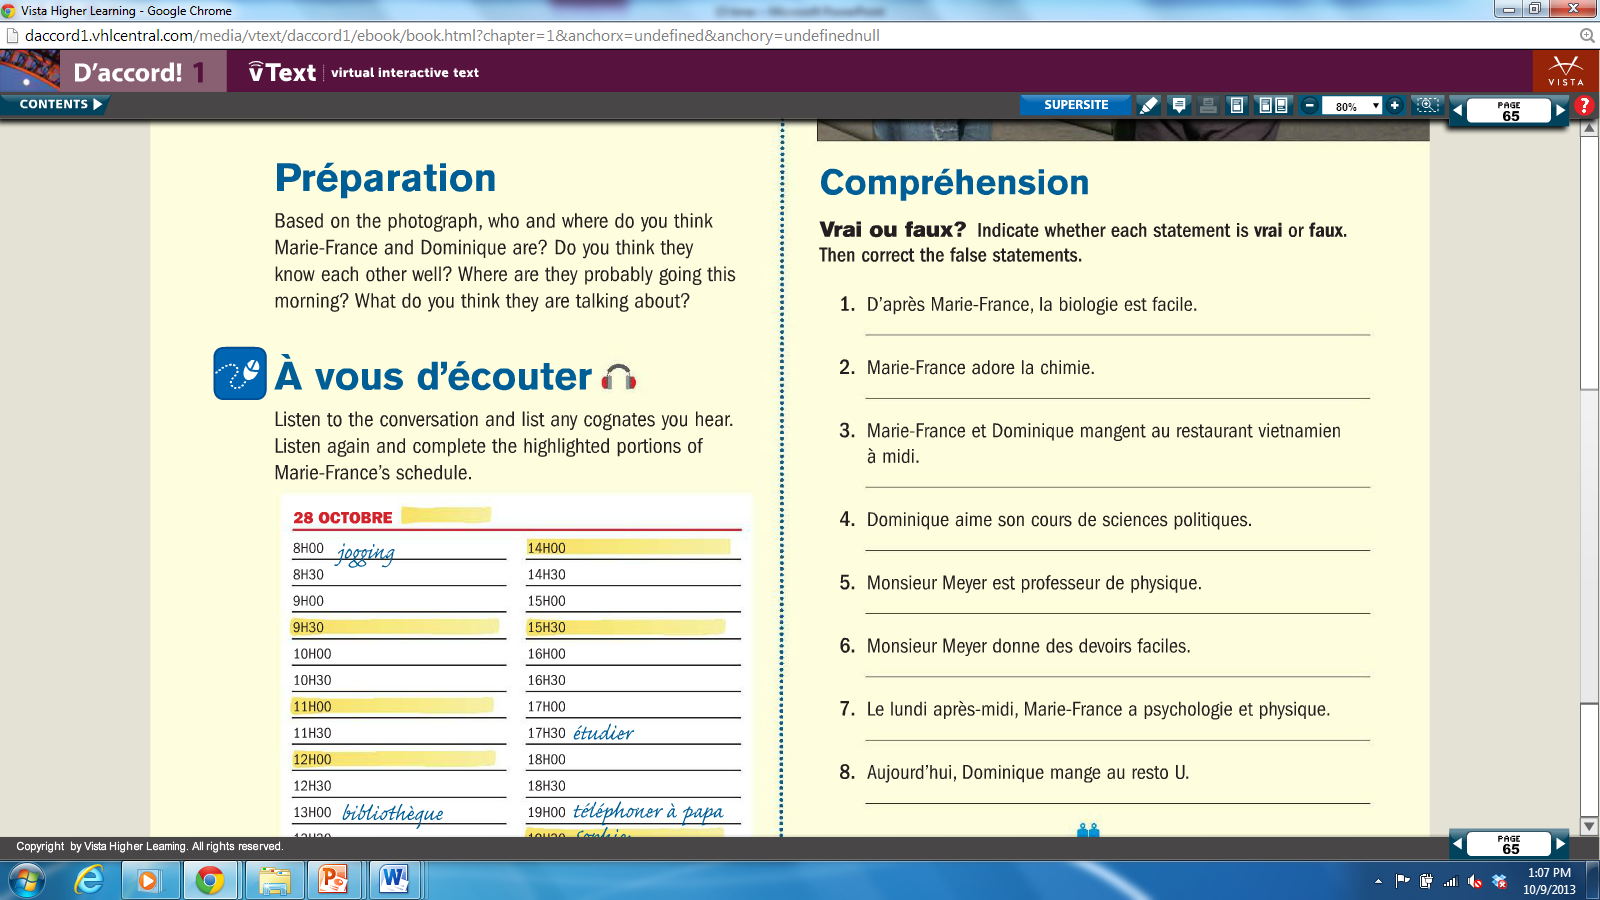 Vista Higher Learning - Google Chrome
daccord1.vhlcentral.com/media/vtext/daccord1/ebook/book.html?chapter=1&anchorx=undefined&anchory=undefinednull
D'accord! 1 vText virtual interactive text
VISTA
CONTENTS
SUPERSITE
80%
PAGE
65
?
Préparation
Based on the photograph, who and where do you think
Marie-France and Dominique are? Do you think they
know each other well? Where are they probably going this
morning? What do you think they are talking about?
À vous d'écouter
Listen to the conversation and list any cognates you hear.
Listen again and complete the highlighted portions of
Marie-France's schedule.
28 OCTOBRE
8H00 jogging
8H30
9H00
9H30
10H00
10H30
11H00
11H30
12H00
12H30
13H00 bibliothèque
14H00
14H30
15H00
15H30
16H00
16H30
17H00
17H30 étudier
18H00
18H30
19H00 téléphoner à papa
Compréhension
Vrai ou faux? Indicate whether each statement is vrai or faux.
Then correct the false statements.
1. D'après Marie-France, la biologie est facile.
2. Marie-France adore la chimie.
3. Marie-France et Dominique mangent au restaurant vietnamien
à midi.
4. Dominique aime son cours de sciences politiques.
5. Monsieur Meyer est professeur de physique.
6. Monsieur Meyer donne des devoirs faciles.
7. Le lundi après-midi, Marie-France a psychologie et physique.
8. Aujourd'hui, Dominique mange au resto U.
Copyright by Vista Higher Learning. All rights reserved.
PAGE
65
1:07 PM
10/9/2013